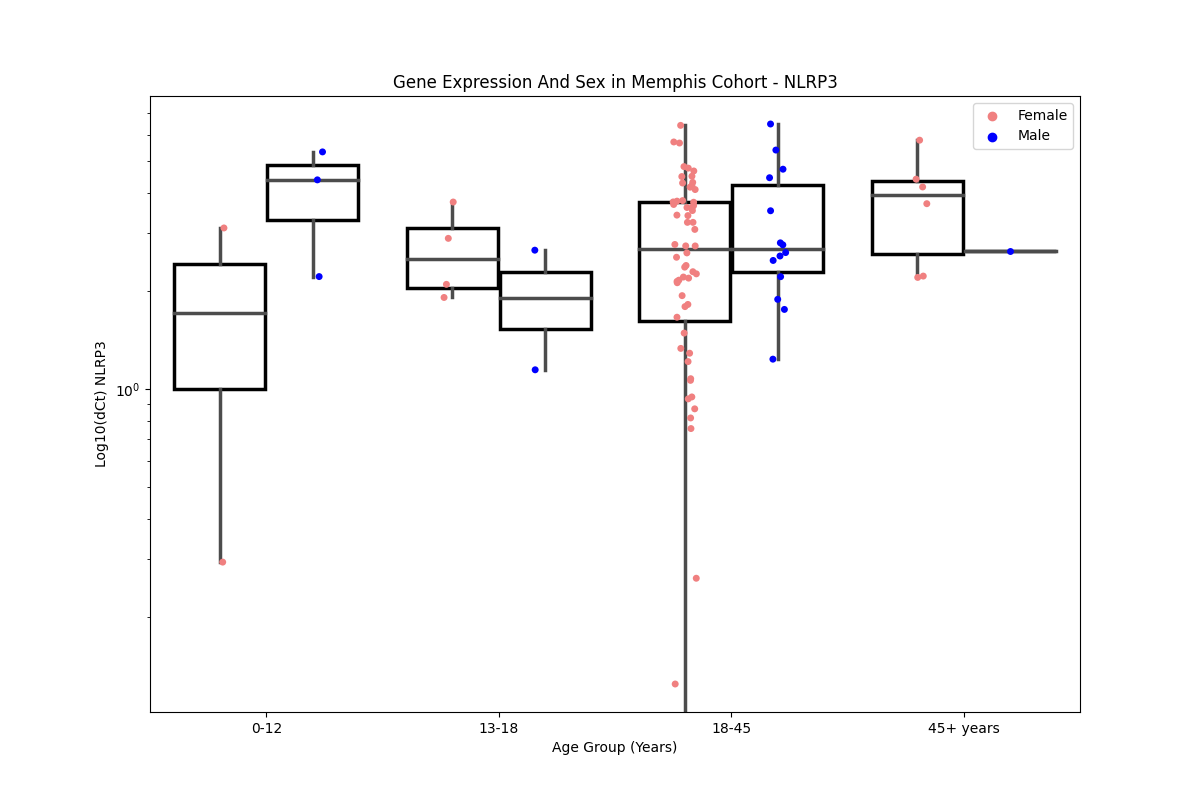 Gene Expression And Sex in Memphis Cohort - NLRP3
Female
Male
Log10(dCt) NLRP3
10⁰
0-12
13-18
18-45
45+ years
Age Group (Years)